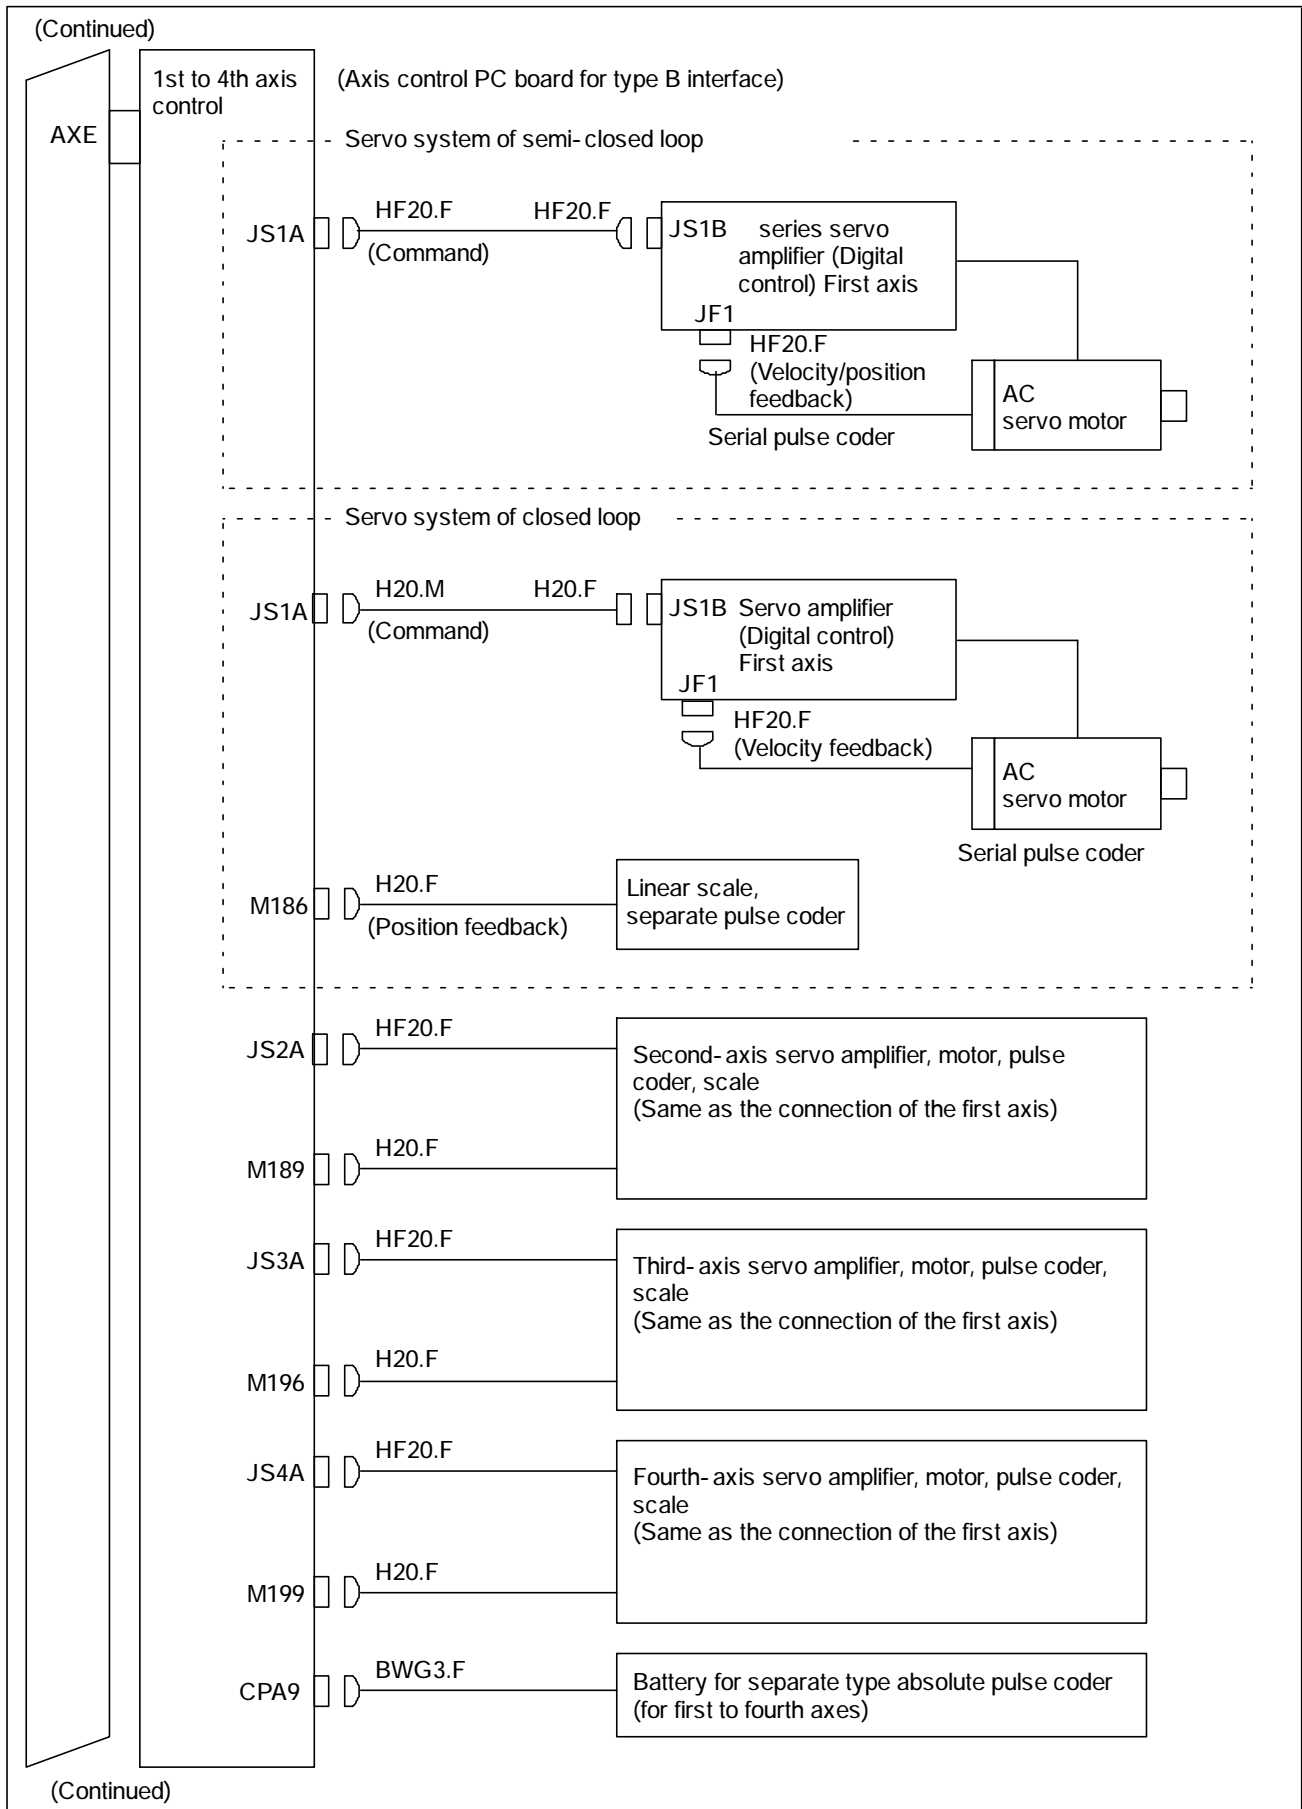 (Continued)
1st to 4th axis
control
(Axis control PC board for type B interface)
AXE
Servo system of semi-closed loop
JS1A
HF20.F
HF20.F
(Command)
JS1B series servo
amplifier (Digital
control) First axis
JF1
HF20.F
(Velocity/position
feedback)
Serial pulse coder
AC
servo motor
Servo system of closed loop
JS1A
H20.M
H20.F
(Command)
JS1B Servo amplifier
(Digital control)
First axis
JF1
HF20.F
(Velocity feedback)
AC
servo motor
Serial pulse coder
M186
H20.F
(Position feedback)
Linear scale,
separate pulse coder
JS2A
HF20.F
Second-axis servo amplifier, motor, pulse
coder, scale
(Same as the connection of the first axis)
M189
H20.F
JS3A
HF20.F
Third-axis servo amplifier, motor, pulse coder,
scale
(Same as the connection of the first axis)
M196
H20.F
JS4A
HF20.F
Fourth-axis servo amplifier, motor, pulse coder,
scale
(Same as the connection of the first axis)
M199
H20.F
CPA9
BWG3.F
Battery for separate type absolute pulse coder
(for first to fourth axes)
(Continued)